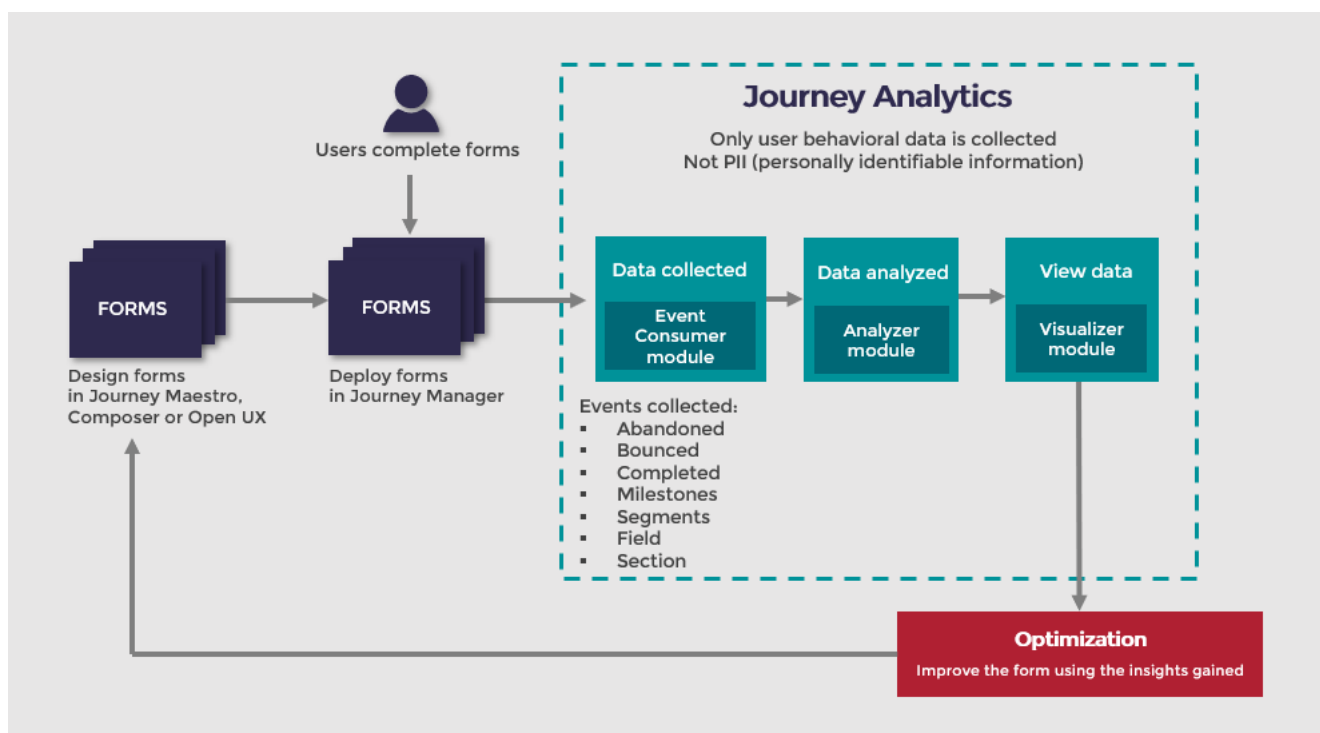 Journey Analytics
Only user behavioral data is collected
Not PII (personally identifiable information)
Users complete forms
FORMS
Design forms
in Journey Maestro,
Composer or Open UX
FORMS
Deploy forms
in Journey Manager
Data collected
Event
Consumer
module
Data analyzed
Analyzer
module
View data
Visualizer
module
Events collected:
▪ Abandoned
▪ Bounced
▪ Completed
▪ Milestones
▪ Segments
▪ Field
▪ Section
Optimization
Improve the form using the insights gained